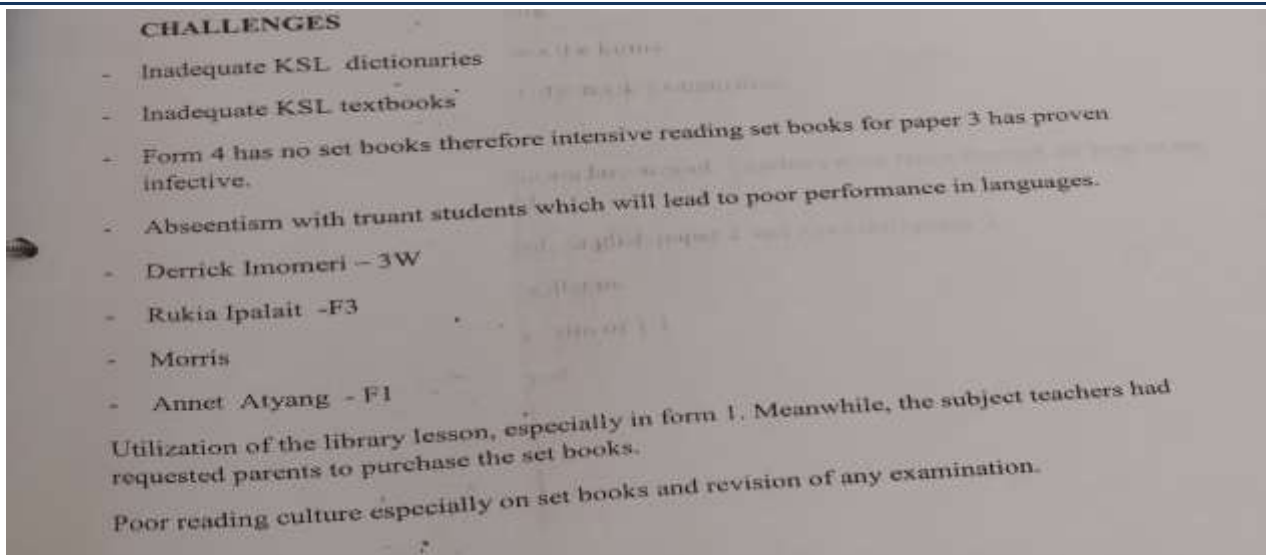 CHALLENGES
- Inadequate KSL dictionaries
- Inadequate KSL textbooks
- Form 4 has no set books therefore intensive reading set books for paper 3 has proven
infective.
- Abseentism with truant students which will lead to poor performance in languages.
- Derrick Imomeri – 3W
- Rukia Ipalait -F3
- Morris
- Annet Atyang - F1
Utilization of the library lesson, especially in form 1. Meanwhile, the subject teachers had
requested parents to purchase the set books.
Poor reading culture especially on set books and revision of any examination.